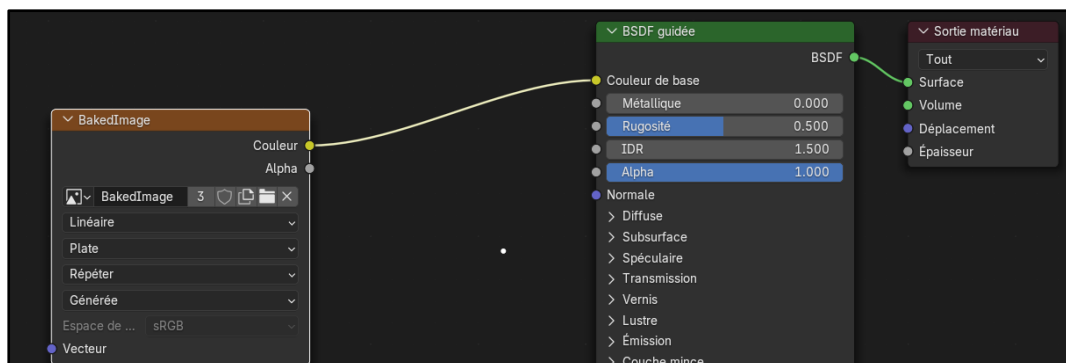 BakedImage
Couleur
Alpha
BakedImage 3
Linéaire
Plate
Répéter
Générée
Espace de ... sRGB
Vecteur
BSDF guidée
BSDF
Couleur de base
Métallique 0.000
Rugosité 0.500
IDR 1.500
Alpha 1.000
Normale
Diffuse
Subsurface
Spéculaire
Transmission
Vernis
Lustre
Émission
Couche mince
Sortie matériau
Tout
Surface
Volume
Déplacement
Épaisseur